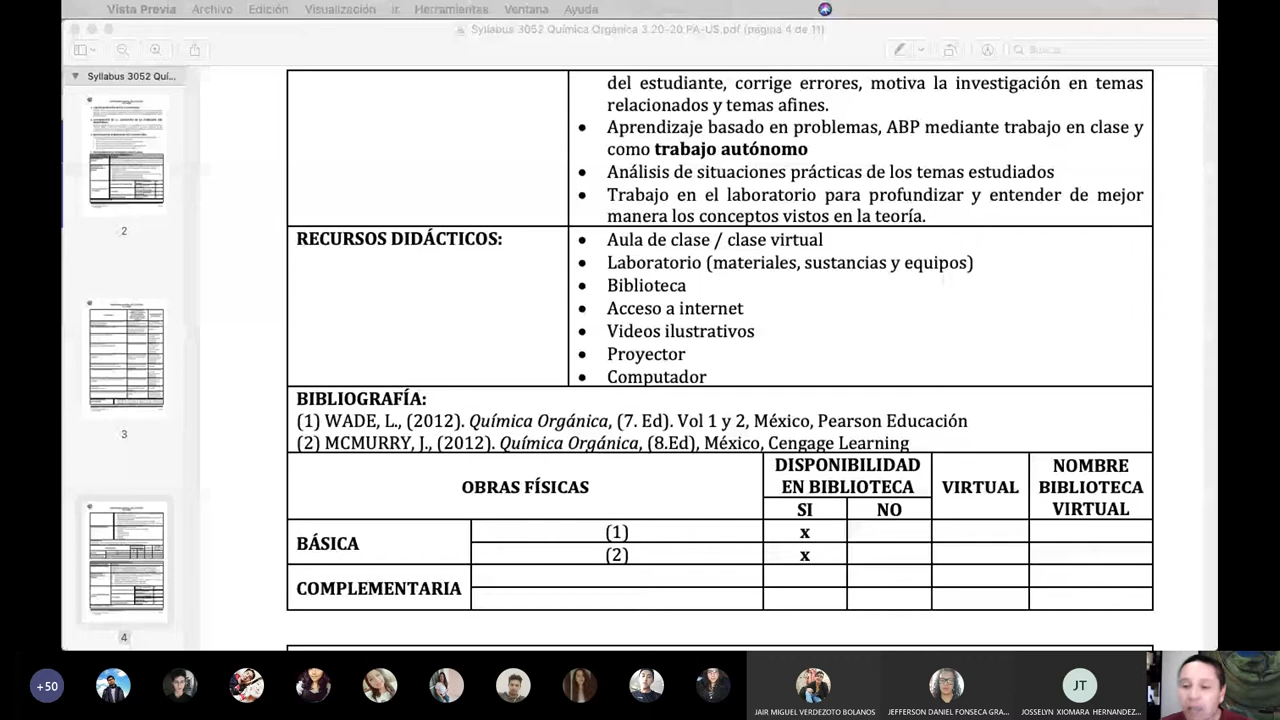 Vista Previa Archivo Edición Visualización Ir Herramientas Ventana Ayuda
Syllabus 3052 Química Orgánica 3.20-20.PA-US.pdf (página 4 de 11)
Buscar
Syllabus 3052 Quí...
2
3
4
del estudiante, corrige errores, motiva la investigación en temas
relacionados y temas afines.
• Aprendizaje basado en problemas, ABP mediante trabajo en clase y
como trabajo autónomo
• Análisis de situaciones prácticas de los temas estudiados
• Trabajo en el laboratorio para profundizar y entender de mejor
manera los conceptos vistos en la teoría.
RECURSOS DIDÁCTICOS:
• Aula de clase / clase virtual
• Laboratorio (materiales, sustancias y equipos)
• Biblioteca
• Acceso a internet
• Videos ilustrativos
• Proyector
• Computador
BIBLIOGRAFÍA:
(1) WADE, L., (2012). Química Orgánica, (7. Ed). Vol 1 y 2, México, Pearson Educación
(2) MCMURRY, J., (2012). Química Orgánica, (8.Ed), México, Cengage Learning
OBRAS FÍSICAS
DISPONIBILIDAD
EN BIBLIOTECA
SI NO
VIRTUAL
NOMBRE
BIBLIOTECA
VIRTUAL
BÁSICA
(1) x
(2) x
COMPLEMENTARIA
+50
JT
JAIR MIGUEL VERDEZOTO BOLANOS
JEFFERSON DANIEL FONSECA GRA...
JOSSELYN XIOMARA HERNANDEZ...